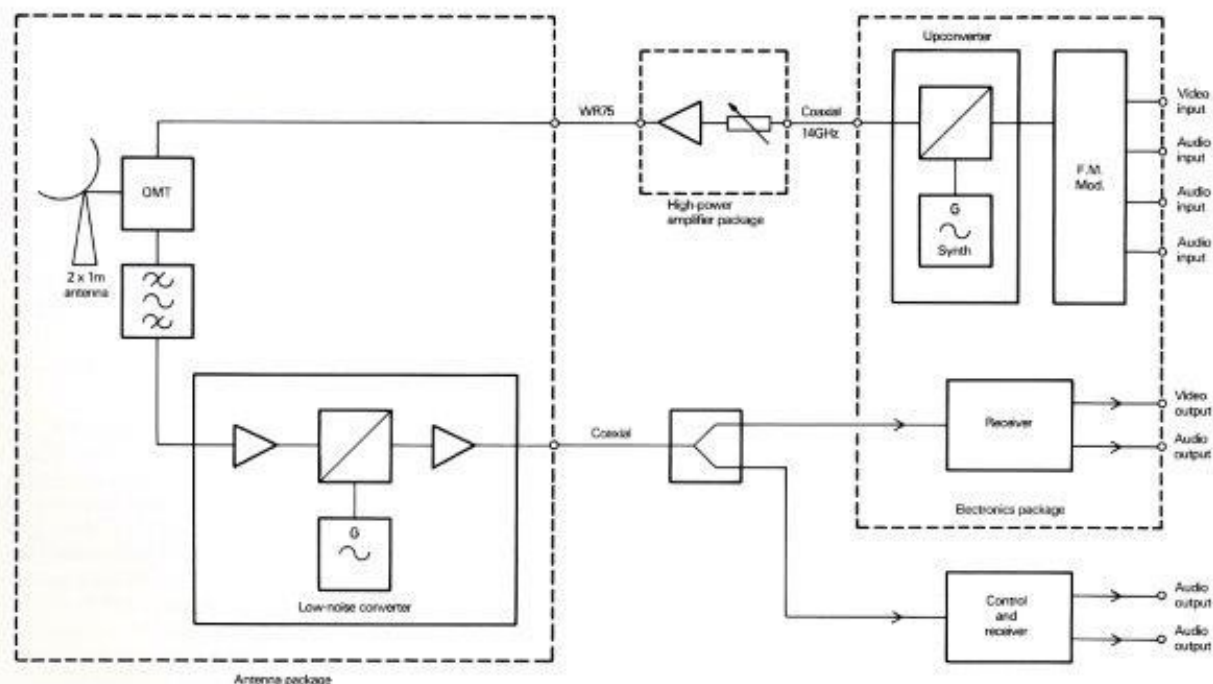 Upconverter
WR75
Coaxial
14GHz
Video
input
Audio
input
Audio
input
Audio
input
F.M.
Mod.
G
Synth
High-power
amplifier package
OMT
2 x 1m
antenna
Coaxial
Receiver
Video
output
Audio
output
Electronics package
G
Low-noise converter
Control
and
receiver
Audio
output
Audio
output
Antenna package